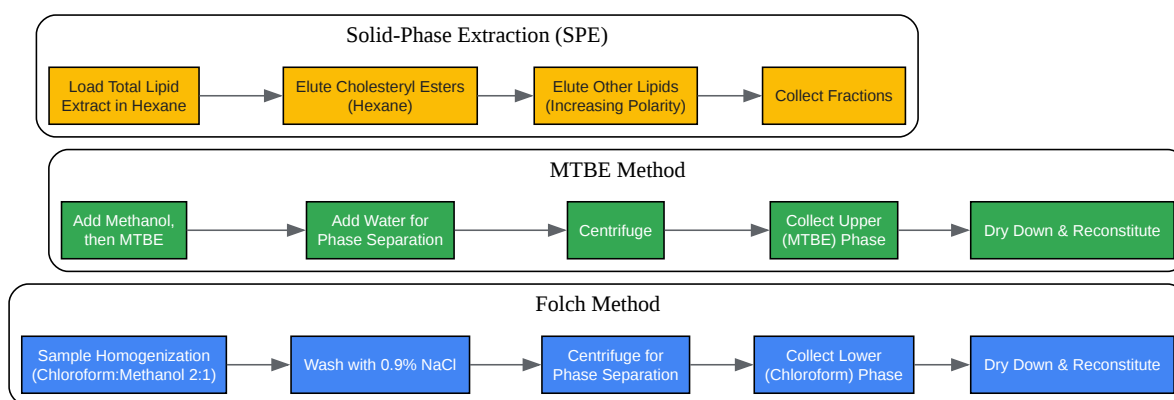 Solid-Phase Extraction (SPE)
Load Total Lipid
Extract in Hexane
Elute Cholesteryl Esters
(Hexane)
Elute Other Lipids
(Increasing Polarity)
Collect Fractions
MTBE Method
Add Methanol,
then MTBE
Add Water for
Phase Separation
Centrifuge
Collect Upper
(MTBE) Phase
Dry Down & Reconstitute
Folch Method
Sample Homogenization
(Chloroform:Methanol 2:1)
Wash with 0.9% NaCl
Centrifuge for
Phase Separation
Collect Lower
(Chloroform) Phase
Dry Down & Reconstitute